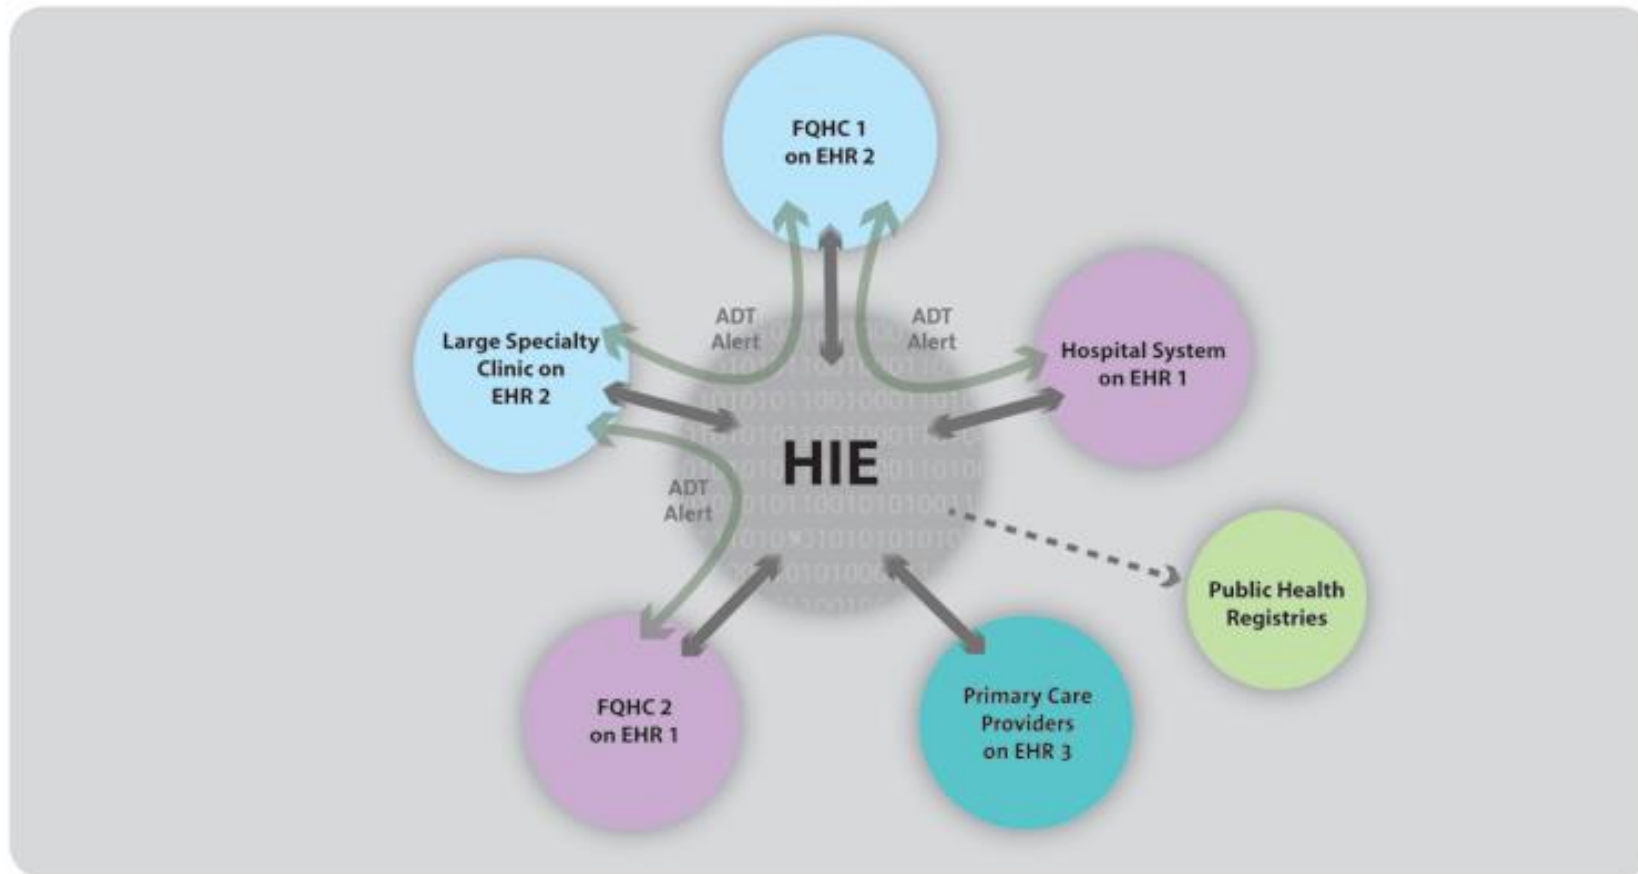 FQHC 1
on EHR 2
ADT
Alert
ADT
Alert
Large Specialty
Clinic on
EHR 2
Hospital System
on EHR 1
HIE
ADT
Alert
Public Health
Registries
FQHC 2
on EHR 1
Primary Care
Providers
on EHR 3